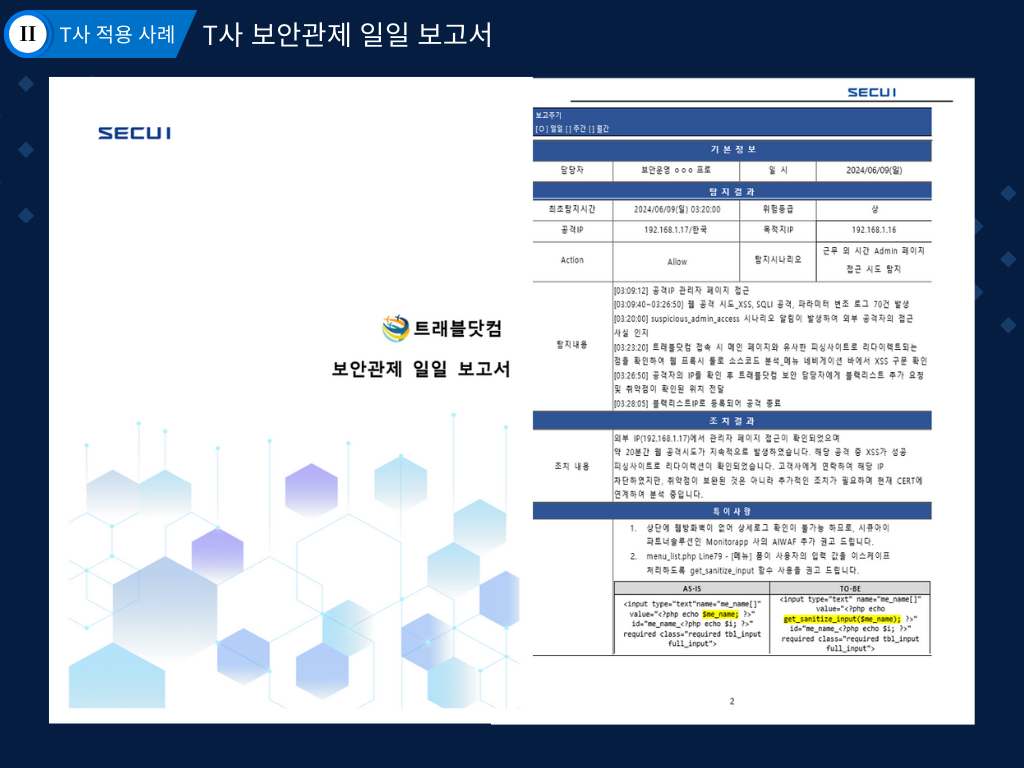 II
T사 적용 사례
T사 보안관제 일일 보고서
SECUI
트래블닷컴
보안관제 일일 보고서
SECUI
보고주기
[O] 일일 [ ] 주간 [ ] 월간
기 본 정 보
담당자 보안운영 ㅇㅇㅇ 프로 일 시 2024/06/09(일)
탐 지 결 과
최초탐지시간 2024/06/09(일) 03:20:00 위험등급 상
공격IP 192.168.1.17/한국 목적지IP 192.168.1.16
Action Allow 탐지시나리오 근무 외 시간 Admin 페이지
접근 시도 탐지
탐지내용
[03:09:12] 공격IP 관리자 페이지 접근
[03:09:40~03:26:50] 웹 공격 시도_XSS, SQLI 공격, 파라미터 변조 로그 70건 발생
[03:20:00] suspicious_admin_access 시나리오 알림이 발생하여 외부 공격자의 접근
사실 인지
[03:23:20] 트래블닷컴 접속 시 메인 페이지와 유사한 피싱사이트로 리다이렉트되는
점을 확인하여 웹 프록시 툴로 소스코드 분석_메뉴 네비게이션 바에서 XSS 구문 확인
[03:26:50] 공격자의 IP를 확인 후 트래블닷컴 보안 담당자에게 블랙리스트 추가 요청
및 취약점이 확인된 위치 전달
[03:28:05] 블랙리스트IP로 등록되어 공격 종료
조 치 결 과
조치 내용
외부 IP(192.168.1.17)에서 관리자 페이지 접근이 확인되었으며
약 20분간 웹 공격시도가 지속적으로 발생하였습니다. 해당 공격 중 XSS가 성공
피싱사이트로 리다이렉션이 확인되었습니다. 고객사에게 연락하여 해당 IP
차단하였지만, 취약점이 보완된 것은 아니라 추가적인 조치가 필요하며 현재 CERT에
연계하여 분석 중입니다.
특 이 사 항
1. 상단에 웹방화벽이 없어 상세로그 확인이 불가능 하므로, 시큐아이
파트너솔루션인 Monitorapp 사의 AIWAF 추가 권고 드립니다.
2. menu_list.php Line79 - [메뉴] 폼이 사용자의 입력 값을 이스케이프
처리하도록 get_sanitize_input 함수 사용을 권고 드립니다.
AS-IS TO-BE
<input type="text"name="me_name[]"
value="<?php echo $me_name; ?>"
id="me_name_<?php echo $i; ?>"
required class="required tbl_input
full_input">
<input type="text" name="me_name[]"
value="<?php echo
get_sanitize_input($me_name); ?>"
id="me_name_<?php echo $i; ?>"
required class="required tbl_input
full_input">
2